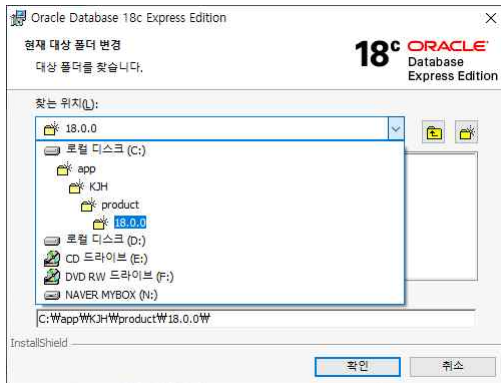 Oracle Database 18c Express Edition
현재 대상 폴더 변경
대상 폴더를 찾습니다.
18c ORACLE
Database
Express Edition
찾는 위치(L):
18.0.0
로컬 디스크 (C:)
app
KJH
product
18.0.0
로컬 디스크 (D:)
CD 드라이브 (E:)
DVD RW 드라이브 (F:)
NAVER MYBOX (N:)
C:₩app₩KJH₩product₩18.0.0₩
InstallShield
확인
취소